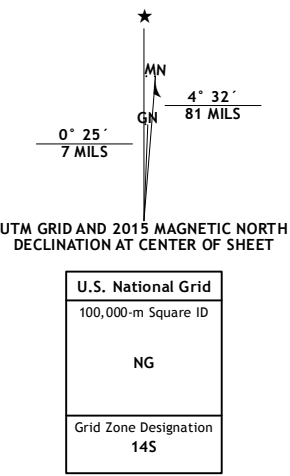 ★
MN
4° 32´
81 MILS
GN
0° 25´
7 MILS
UTM GRID AND 2015 MAGNETIC NORTH
DECLINATION AT CENTER OF SHEET
U.S. National Grid
100,000-m Square ID
NG
Grid Zone Designation
14S